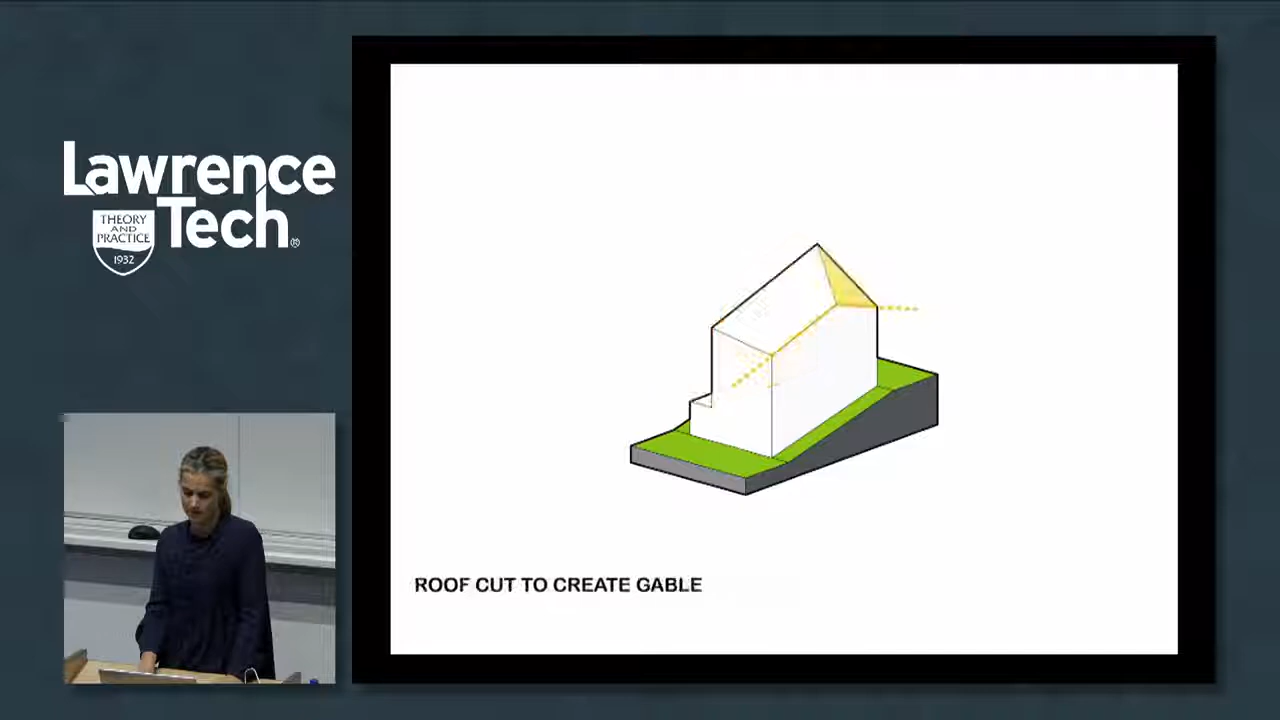 Lawrence
Tech®
THEORY
AND
PRACTICE
1932
ROOF CUT TO CREATE GABLE